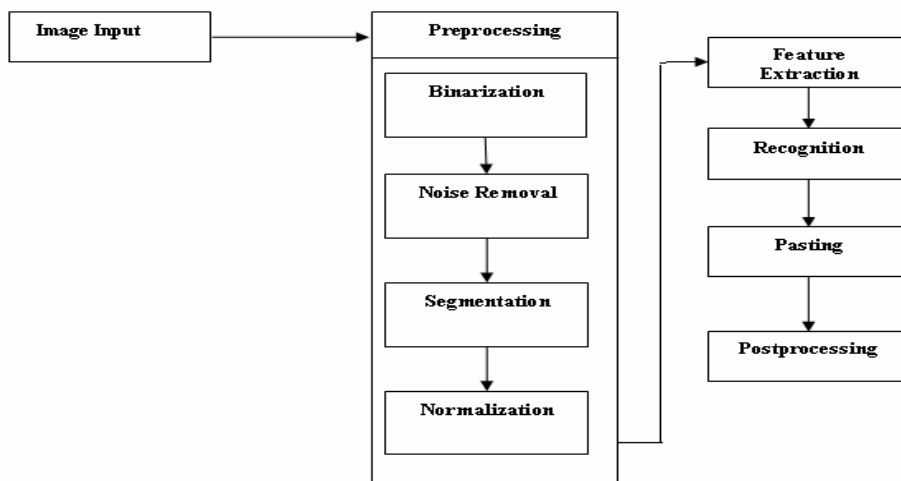 Image Input
Preprocessing
Binarization
Noise Removal
Segmentation
Normalization
Feature
Extraction
Recognition
Pasting
Postprocessing